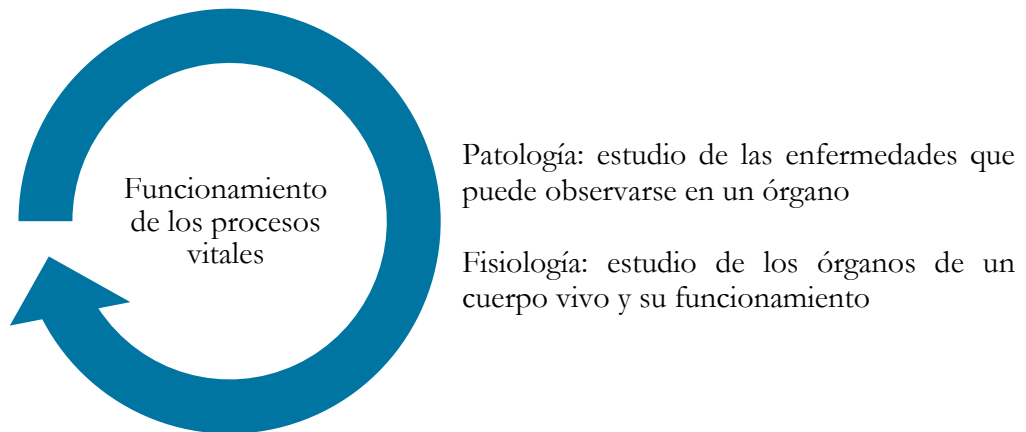 Funcionamiento
de los procesos
vitales
Patología: estudio de las enfermedades que
puede observarse en un órgano
Fisiología: estudio de los órganos de un
cuerpo vivo y su funcionamiento